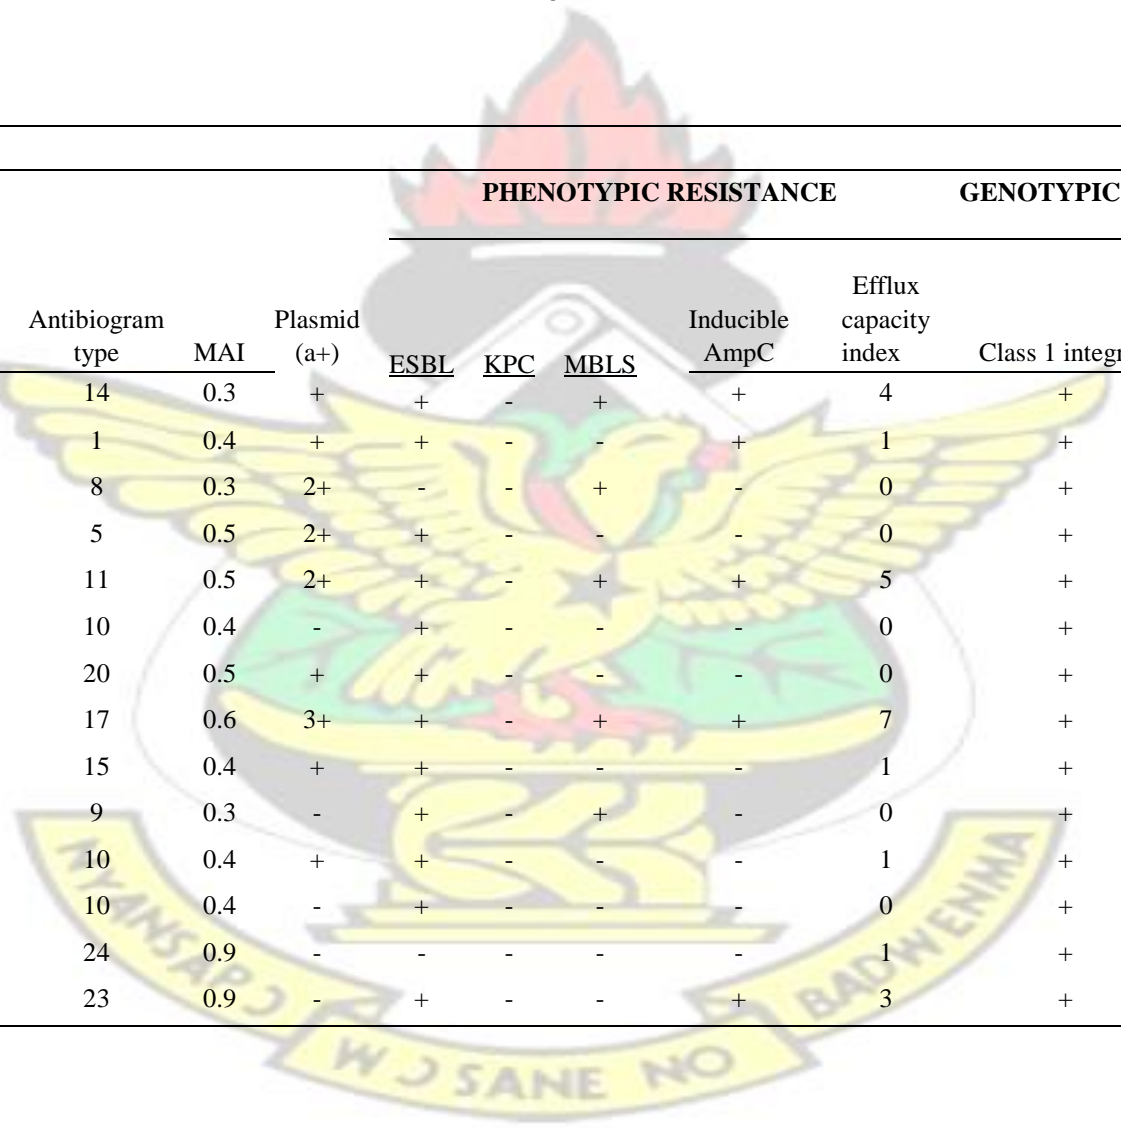 PHENOTYPIC RESISTANCE GENOTYPIC
Efflux
Antibiogram Plasmid Inducible capacity
type MAI (a+) ESBL KPC MBLS AmpC index Class 1 integr
14 0.3 + + - + + 4 +
1 0.4 + + - - + 1 +
8 0.3 2+ - - + - 0 +
5 0.5 2+ + - - - 0 +
11 0.5 2+ + - + + 5 +
10 0.4 - + - - - 0 +
20 0.5 + + - - - 0 +
17 0.6 3+ + - + + 7 +
15 0.4 + + - - - 1 +
9 0.3 - + - + - 0 +
10 0.4 + + - - - 1 +
10 0.4 - + - - - 0 +
24 0.9 - - - - - 1 +
23 0.9 - + - - + 3 +
NYANSAPƆ BADWENMA
W Ɔ SANE NO